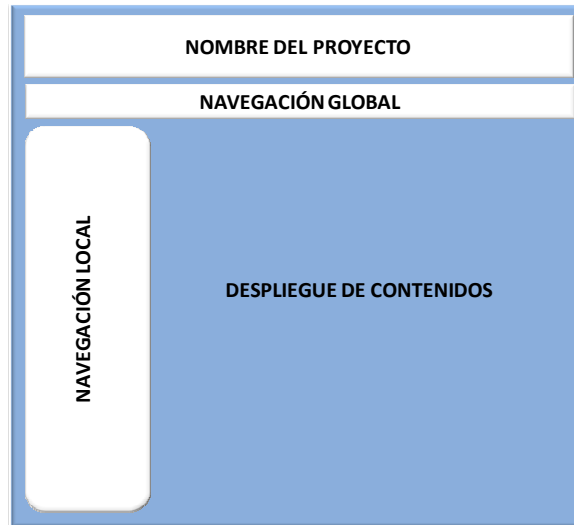 NOMBRE DEL PROYECTO
NAVEGACIÓN GLOBAL
NAVEGACIÓN LOCAL
DESPLIEGUE DE CONTENIDOS